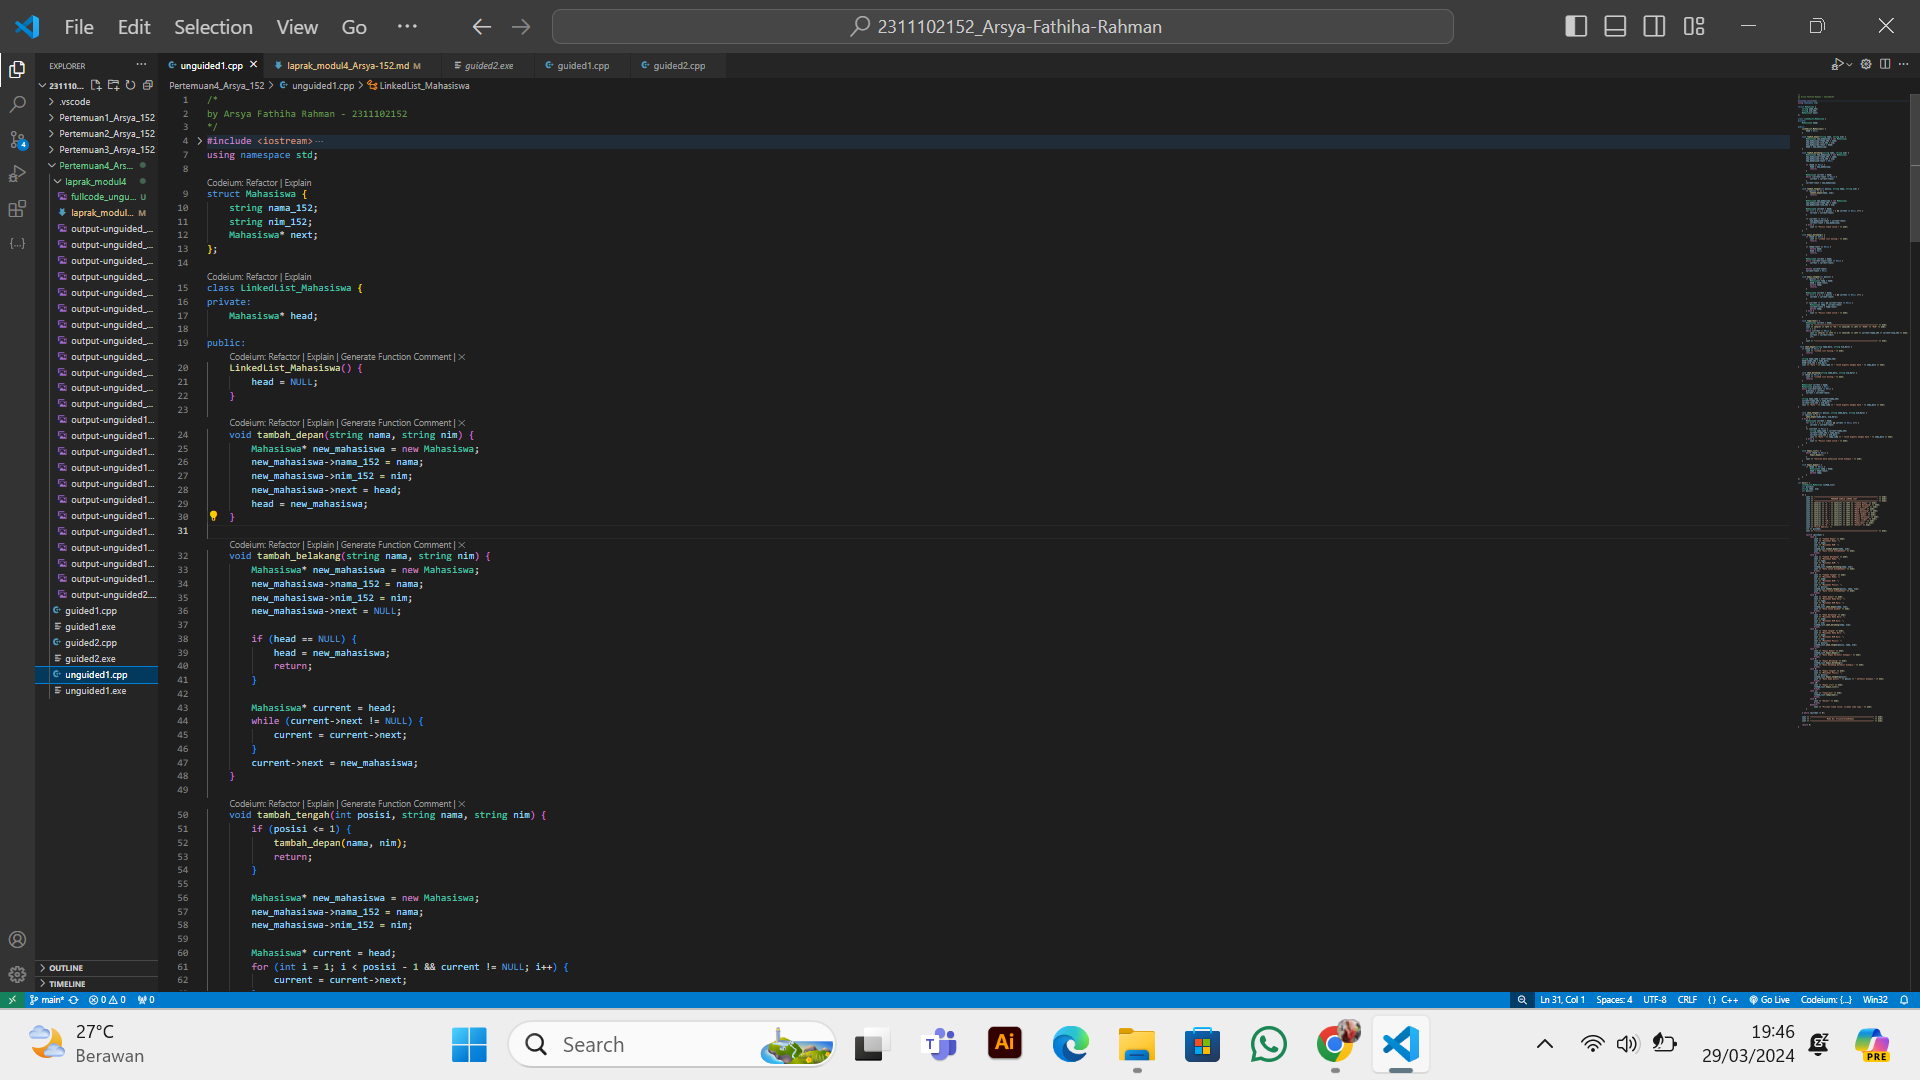 File Edit Selection View Go ···
2311102152_Arsya-Fathiha-Rahman
EXPLORER
231110...
.vscode
Pertemuan1_Arsya_152
Pertemuan2_Arsya_152
Pertemuan3_Arsya_152
Pertemuan4_Ars...
laprak_modul4
fullcode_ungu... U
laprak_modul... M
output-unguided_...
output-unguided_...
output-unguided_...
output-unguided_...
output-unguided_...
output-unguided_...
output-unguided_...
output-unguided_...
output-unguided_...
output-unguided_...
output-unguided_...
output-unguided_...
output-unguided1...
output-unguided1...
output-unguided1...
output-unguided1...
output-unguided1...
output-unguided1...
output-unguided1...
output-unguided1...
output-unguided1...
output-unguided1...
output-unguided1...
output-unguided2....
guided1.cpp
guided1.exe
guided2.cpp
guided2.exe
unguided1.cpp
unguided1.exe
OUTLINE
TIMELINE
unguided1.cpp laprak_modul4_Arsya-152.md M guided2.exe guided1.cpp guided2.cpp
Pertemuan4_Arsya_152 > unguided1.cpp > LinkedList_Mahasiswa
1 /*
2 by Arsya Fathiha Rahman - 2311102152
3 */
4 #include <iostream>···
7 using namespace std;
8
Codeium: Refactor | Explain
9 struct Mahasiswa {
10 string nama_152;
11 string nim_152;
12 Mahasiswa* next;
13 };
14
Codeium: Refactor | Explain
15 class LinkedList_Mahasiswa {
16 private:
17 Mahasiswa* head;
18
19 public:
Codeium: Refactor | Explain | Generate Function Comment | ×
20 LinkedList_Mahasiswa() {
21 head = NULL;
22 }
23
Codeium: Refactor | Explain | Generate Function Comment | ×
24 void tambah_depan(string nama, string nim) {
25 Mahasiswa* new_mahasiswa = new Mahasiswa;
26 new_mahasiswa->nama_152 = nama;
27 new_mahasiswa->nim_152 = nim;
28 new_mahasiswa->next = head;
29 head = new_mahasiswa;
30 }
31
Codeium: Refactor | Explain | Generate Function Comment | ×
32 void tambah_belakang(string nama, string nim) {
33 Mahasiswa* new_mahasiswa = new Mahasiswa;
34 new_mahasiswa->nama_152 = nama;
35 new_mahasiswa->nim_152 = nim;
36 new_mahasiswa->next = NULL;
37
38 if (head == NULL) {
39 head = new_mahasiswa;
40 return;
41 }
42
43 Mahasiswa* current = head;
44 while (current->next != NULL) {
45 current = current->next;
46 }
47 current->next = new_mahasiswa;
48 }
49
Codeium: Refactor | Explain | Generate Function Comment | ×
50 void tambah_tengah(int posisi, string nama, string nim) {
51 if (posisi <= 1) {
52 tambah_depan(nama, nim);
53 return;
54 }
55
56 Mahasiswa* new_mahasiswa = new Mahasiswa;
57 new_mahasiswa->nama_152 = nama;
58 new_mahasiswa->nim_152 = nim;
59
60 Mahasiswa* current = head;
61 for (int i = 1; i < posisi - 1 && current != NULL; i++) {
62 current = current->next;
main* 0 0 0
Ln 31, Col 1 Spaces: 4 UTF-8 CRLF {} C++ Go Live Codeium: {...} Win32
27°C
Berawan
Search
Ai
19:46
29/03/2024
PRE